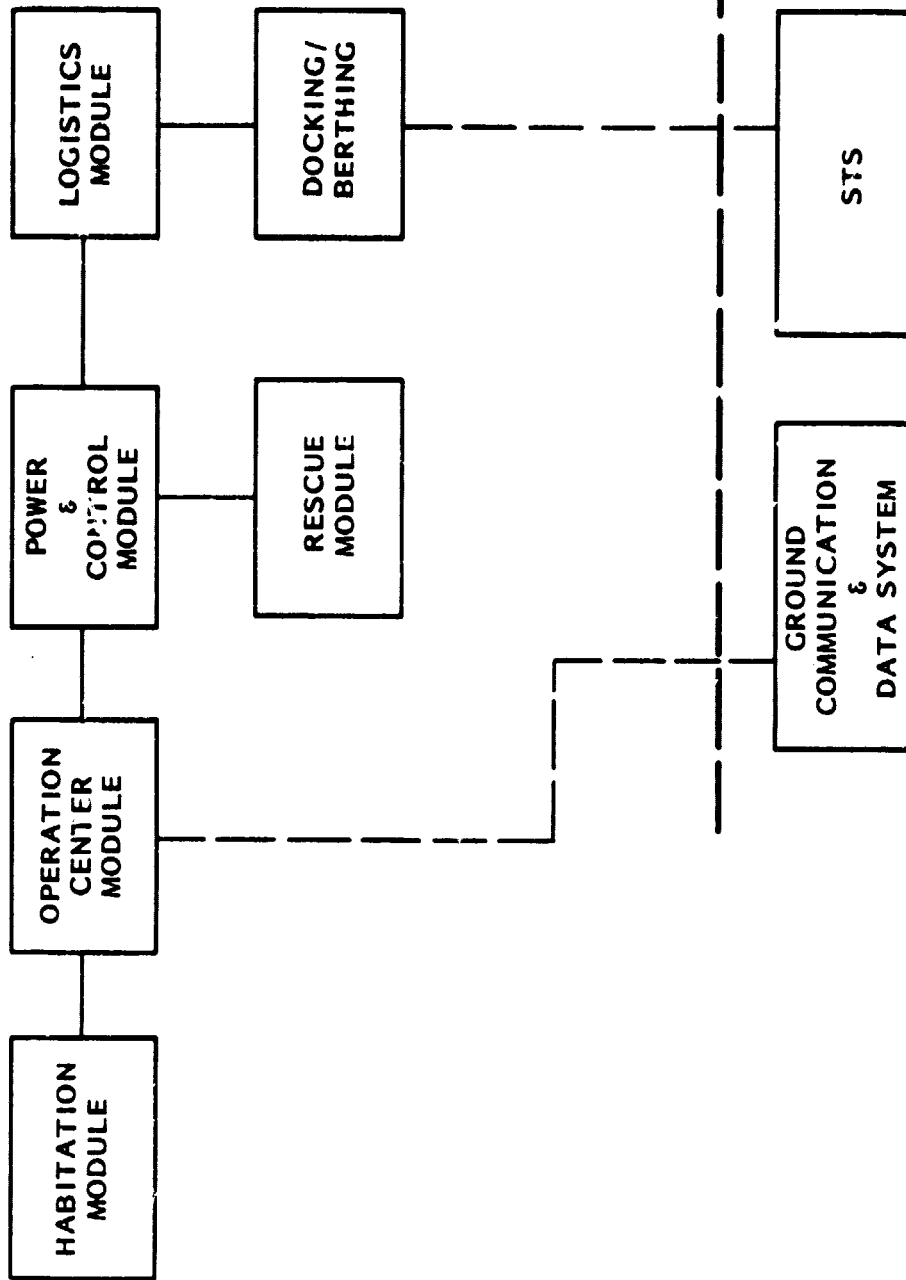 HABITATION
MODULE
OPERATION
CENTER
MODULE
POWER
&
CONTROL
MODULE
LOGISTICS
MODULE
RESCUE
MODULE
DOCKING/
BERTHING
GROUND
COMMUNICATION
&
DATA SYSTEM
STS